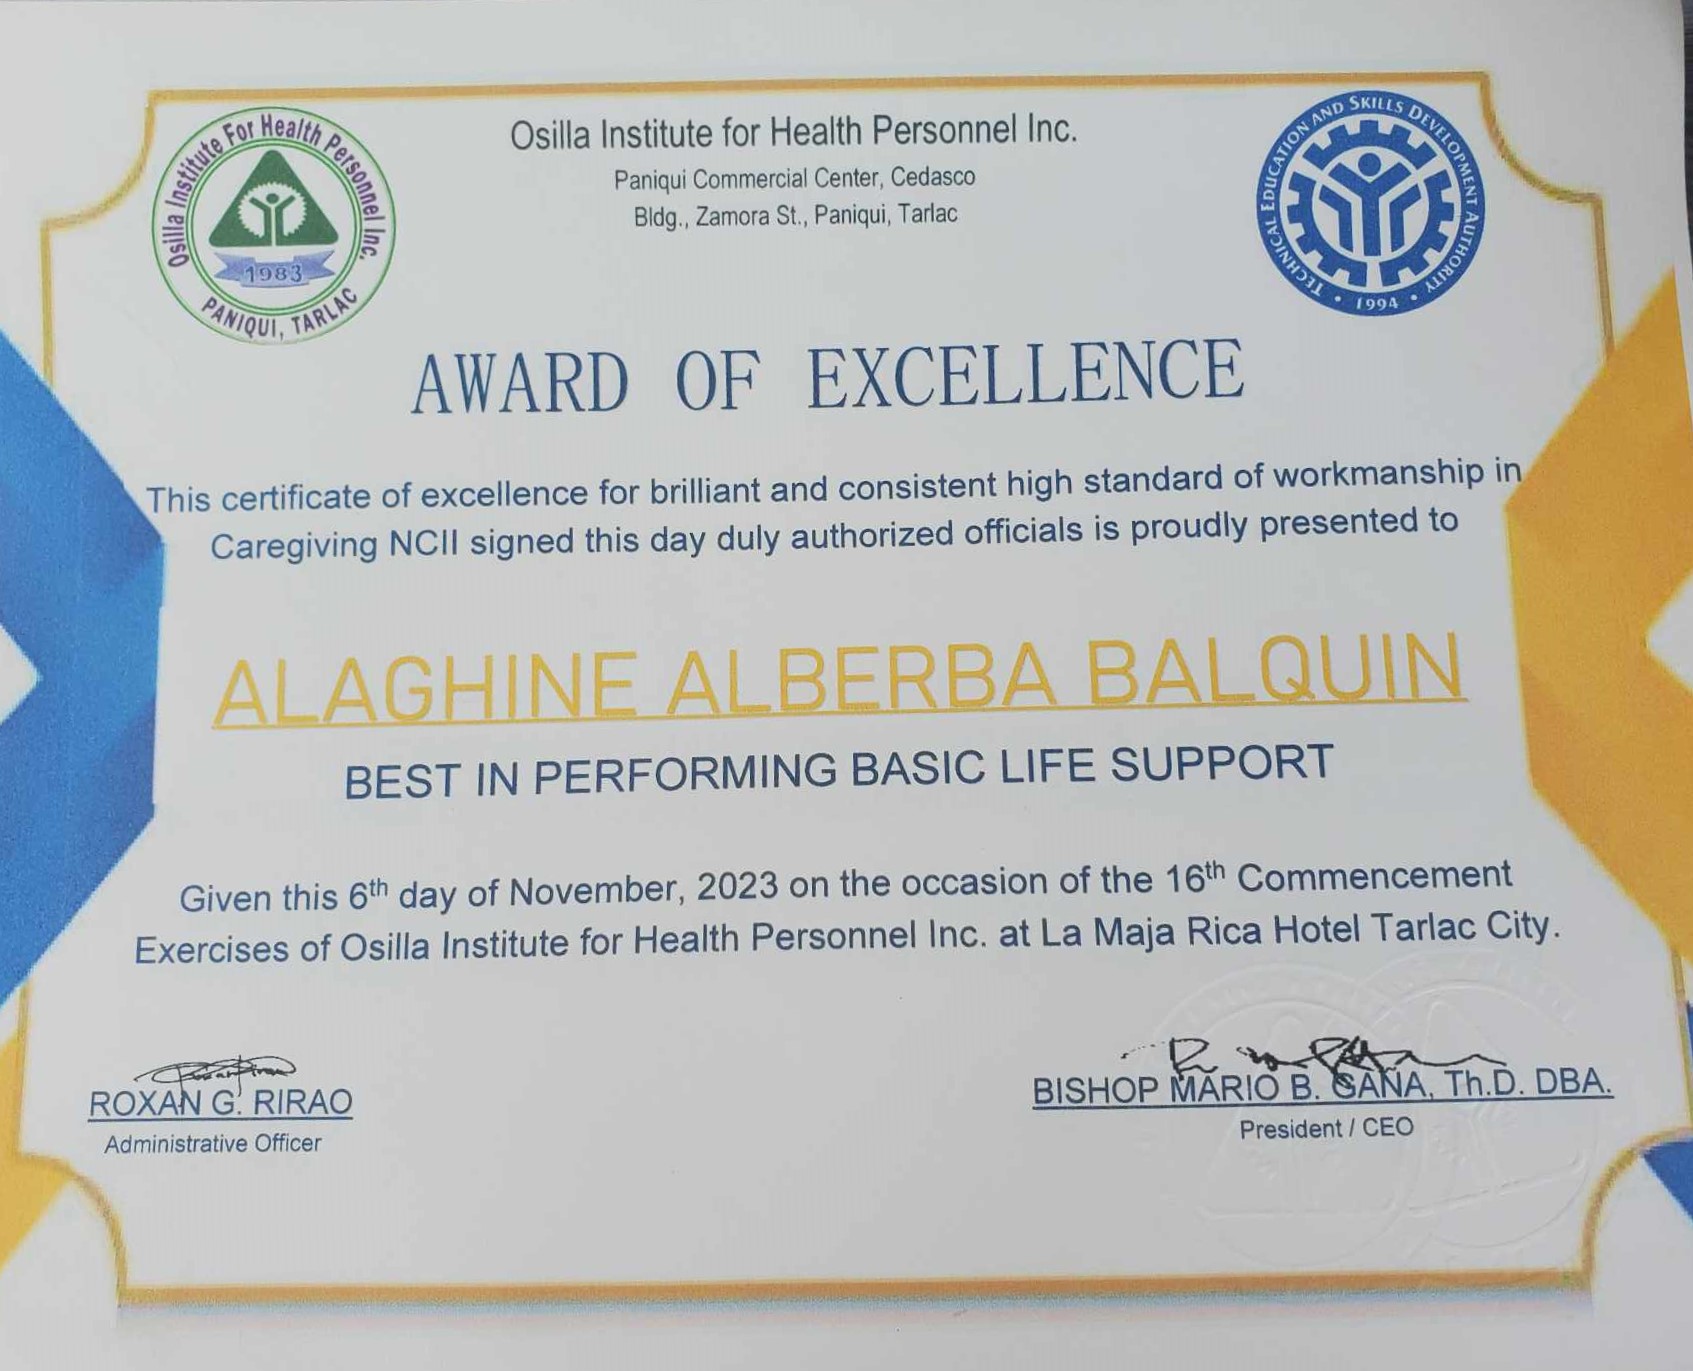 Osilla Institute For Health Personnel Inc.
1983
PANIQUI, TARLAC
Osilla Institute for Health Personnel Inc.
Paniqui Commercial Center, Cedasco
Bldg., Zamora St., Paniqui, Tarlac
TECHNICAL EDUCATION AND SKILLS DEVELOPMENT AUTHORITY
• 1994 •
AWARD OF EXCELLENCE
This certificate of excellence for brilliant and consistent high standard of workmanship in
Caregiving NCII signed this day duly authorized officials is proudly presented to
ALAGHINE ALBERBA BALQUIN
BEST IN PERFORMING BASIC LIFE SUPPORT
Given this 6th day of November, 2023 on the occasion of the 16th Commencement
Exercises of Osilla Institute for Health Personnel Inc. at La Maja Rica Hotel Tarlac City.
ROXAN G. RIRAO
Administrative Officer
BISHOP MARIO B. GANA, Th.D. DBA.
President / CEO